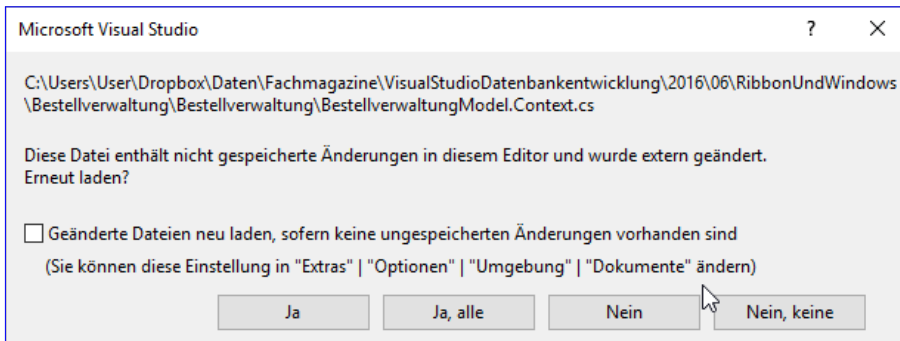 Microsoft Visual Studio
?
C:\Users\User\Dropbox\Daten\Fachmagazine\VisualStudioDatenbankentwicklung\2016\06\RibbonUndWindows
\Bestellverwaltung\Bestellverwaltung\BestellverwaltungModel.Context.cs
Diese Datei enthält nicht gespeicherte Änderungen in diesem Editor und wurde extern geändert.
Erneut laden?
Geänderte Dateien neu laden, sofern keine ungespeicherten Änderungen vorhanden sind
(Sie können diese Einstellung in "Extras" | "Optionen" | "Umgebung" | "Dokumente" ändern)
Ja
Ja, alle
Nein
Nein, keine